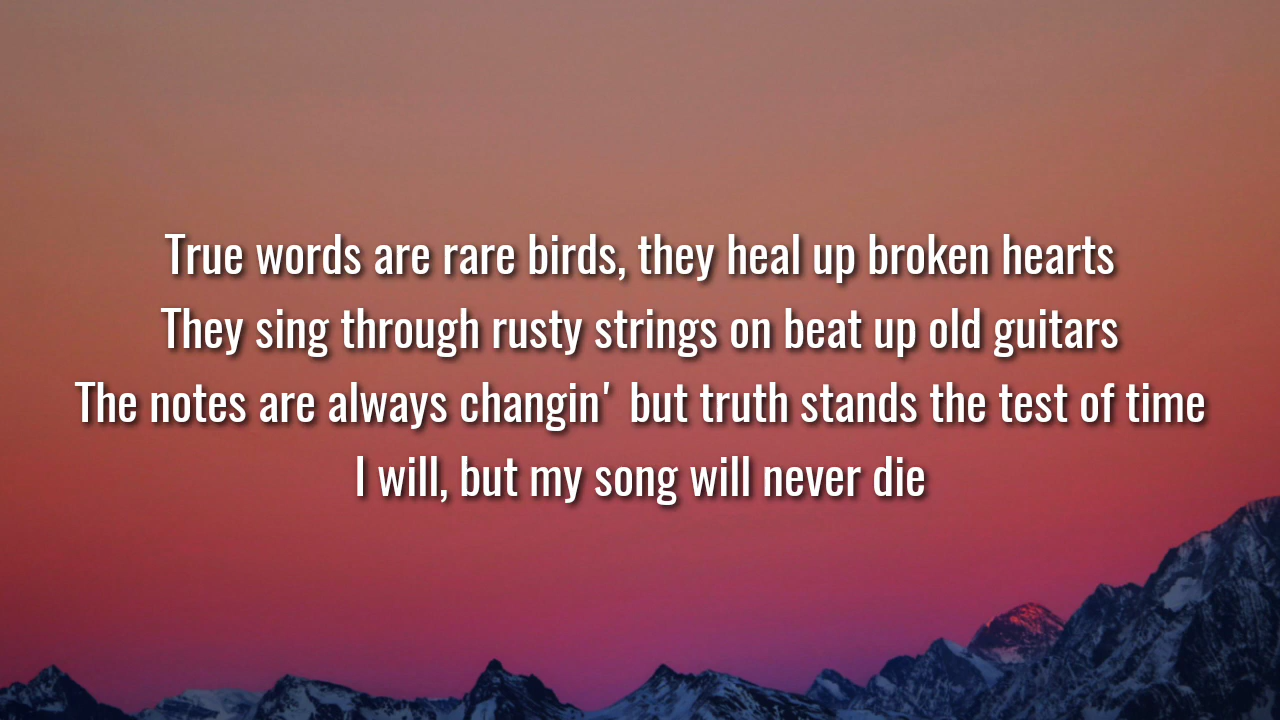 True words are rare birds, they heal up broken hearts
They sing through rusty strings on beat up old guitars
The notes are always changin' but truth stands the test of time
I will, but my song will never die